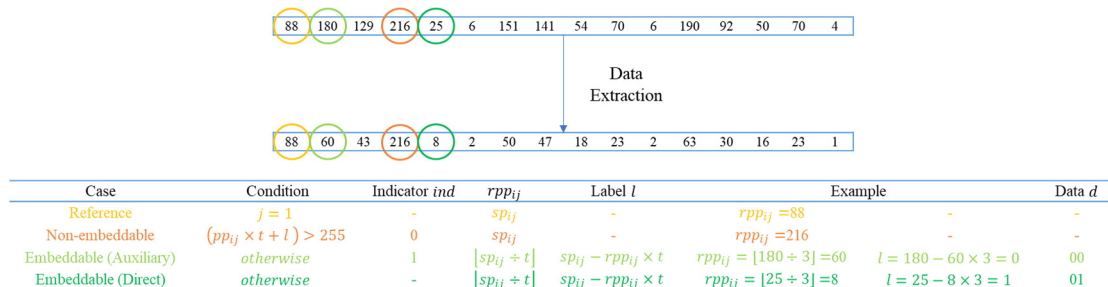 88 180 129 216 25 6 151 141 54 70 6 190 92 50 70 4
Data
Extraction
88 60 43 216 8 2 50 47 18 23 2 63 30 16 23 1
Case Condition Indicator ind rpp_ij Label l Example Data d
Reference j = 1 - sp_ij - rpp_ij =88 - -
Non-embeddable (pp_ij × t + l) > 255 0 sp_ij - rpp_ij =216 - -
Embeddable (Auxiliary) otherwise 1 ⌊sp_ij ÷ t⌋ sp_ij − rpp_ij × t rpp_ij = ⌊180 ÷ 3⌋=60 l = 180 − 60 × 3 = 0 00
Embeddable (Direct) otherwise - ⌊sp_ij ÷ t⌋ sp_ij − rpp_ij × t rpp_ij = ⌊25 ÷ 3⌋=8 l = 25 − 8 × 3 = 1 01